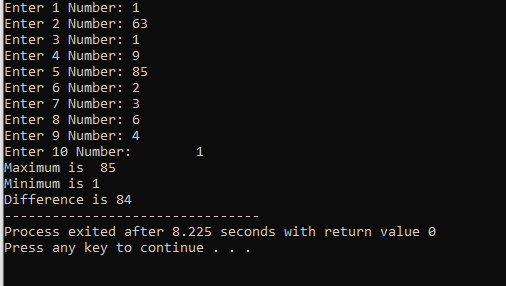 Enter 1 Number: 1
Enter 2 Number: 63
Enter 3 Number: 1
Enter 4 Number: 9
Enter 5 Number: 85
Enter 6 Number: 2
Enter 7 Number: 3
Enter 8 Number: 6
Enter 9 Number: 4
Enter 10 Number:        1
Maximum is  85
Minimum is 1
Difference is 84
--------------------------------
Process exited after 8.225 seconds with return value 0
Press any key to continue . . .